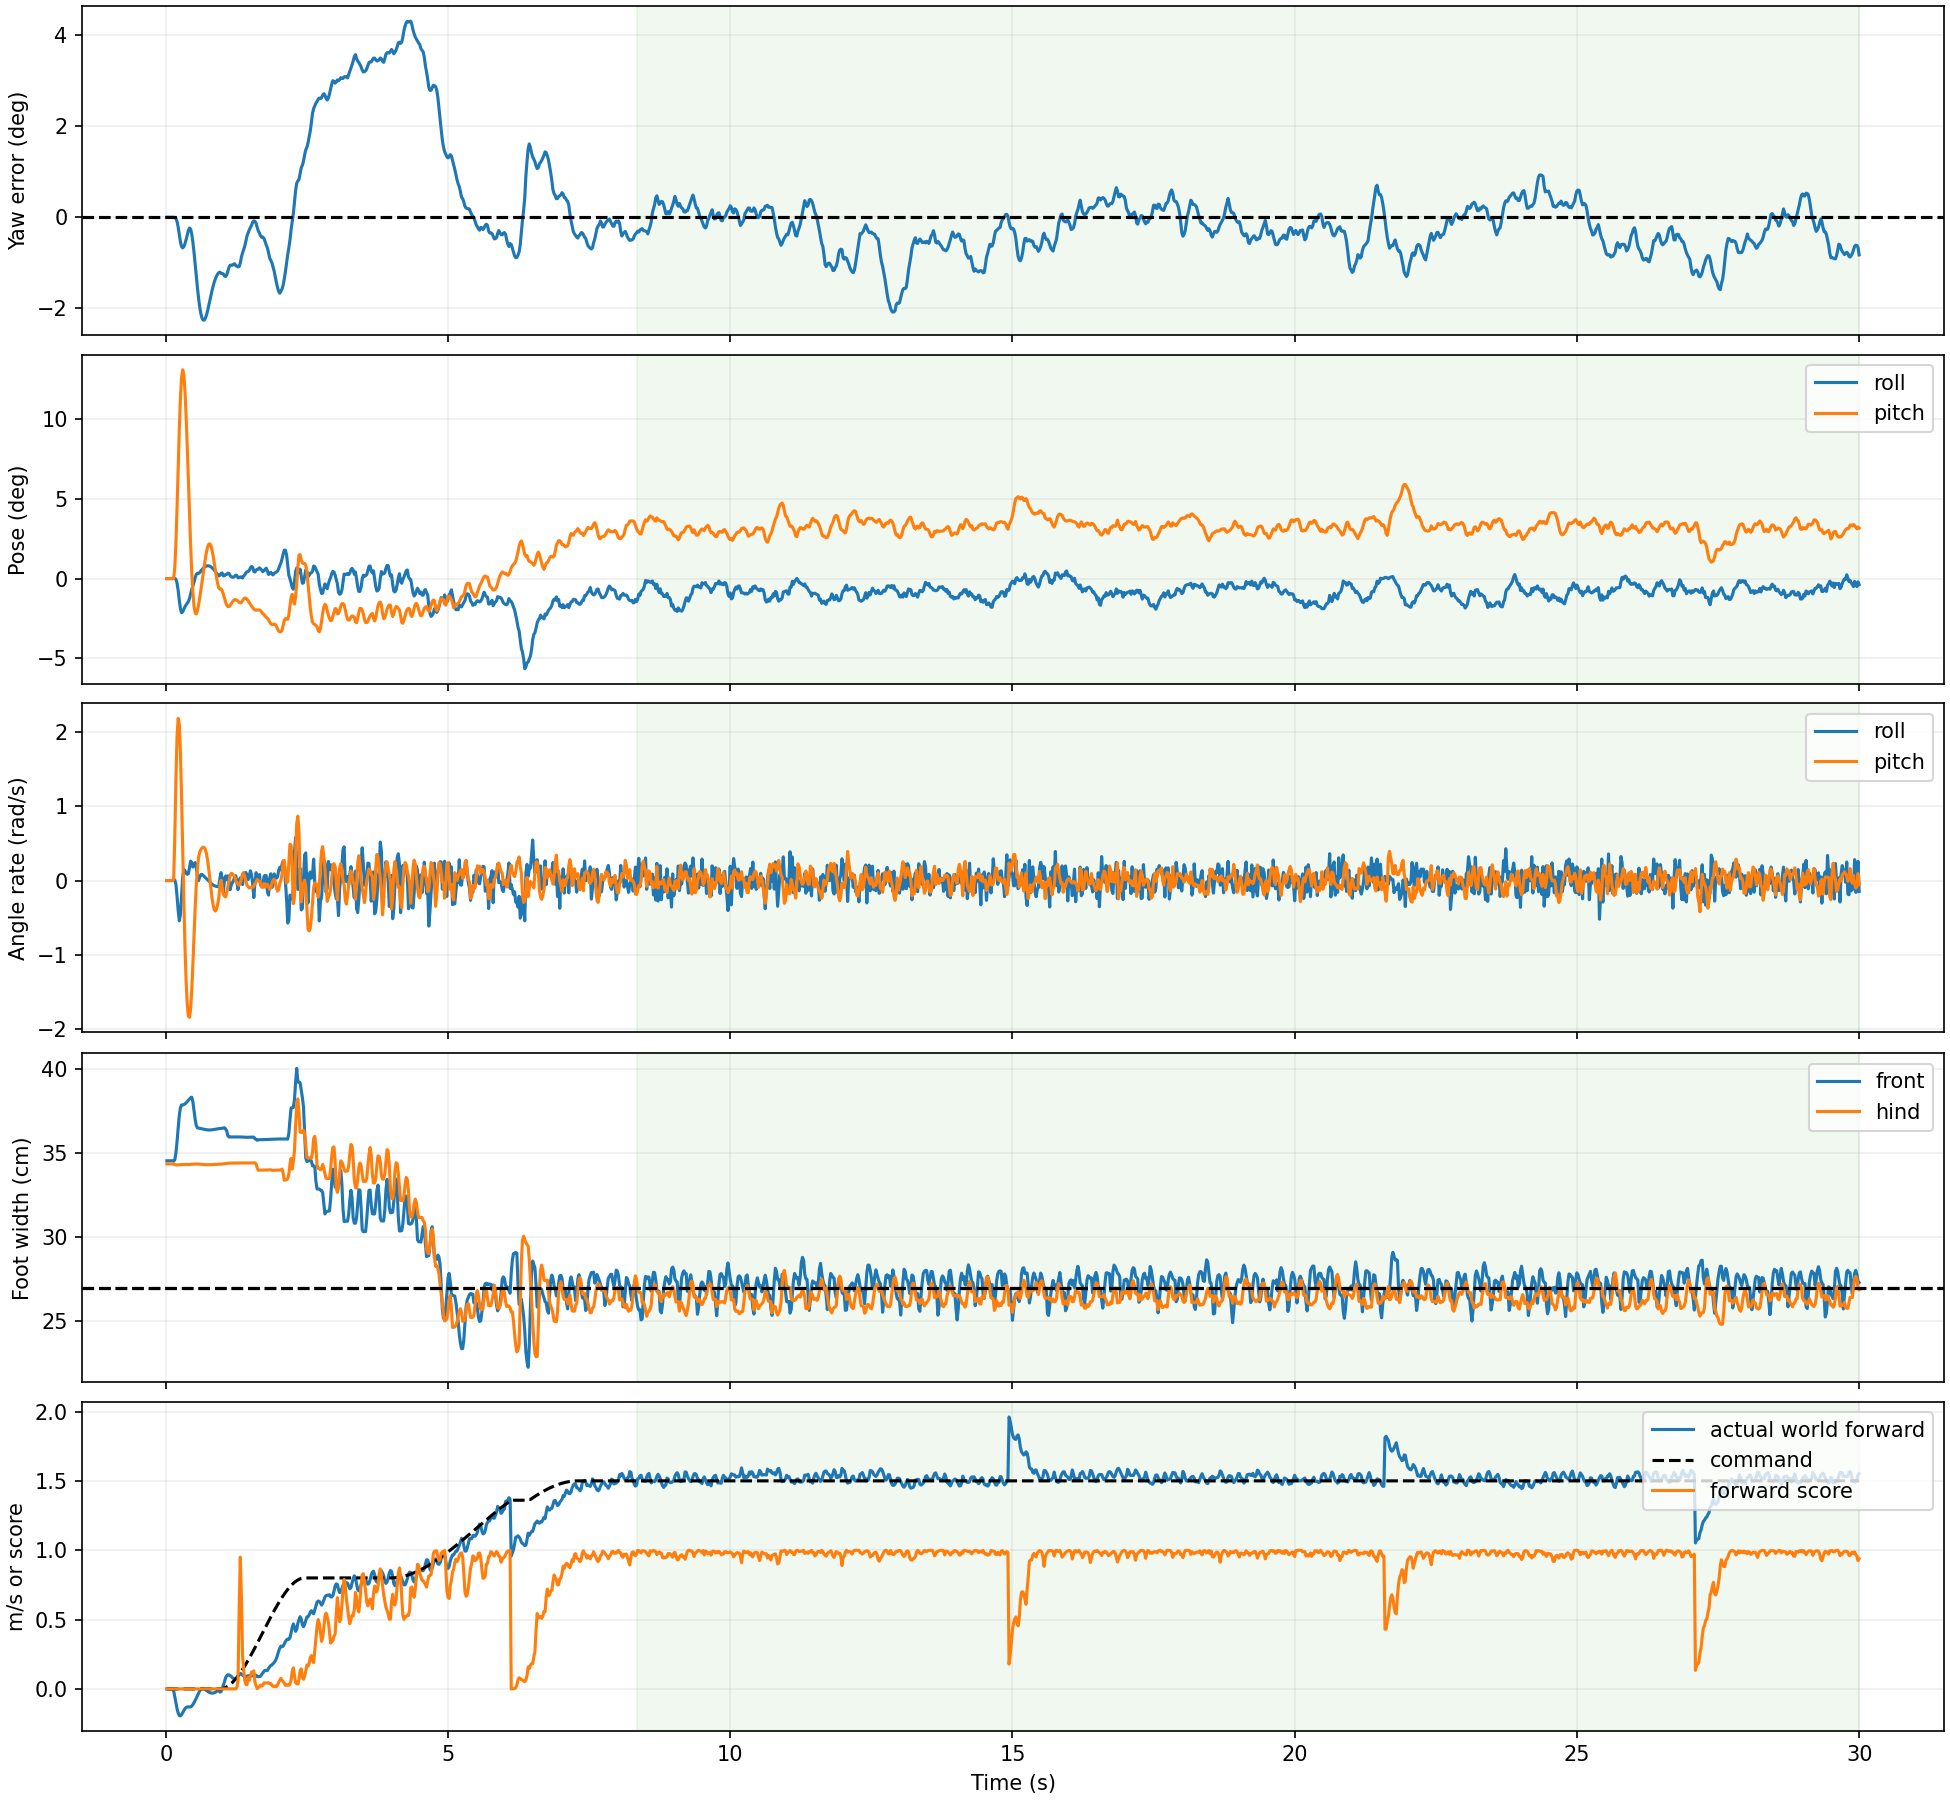 Yaw error (deg)
4
2
0
−2
Pose (deg)
10
5
0
−5
roll
pitch
Angle rate (rad/s)
2
1
0
−1
−2
roll
pitch
Foot width (cm)
40
35
30
25
front
hind
m/s or score
2.0
1.5
1.0
0.5
0.0
actual world forward
command
forward score
0 5 10 15 20 25 30
Time (s)